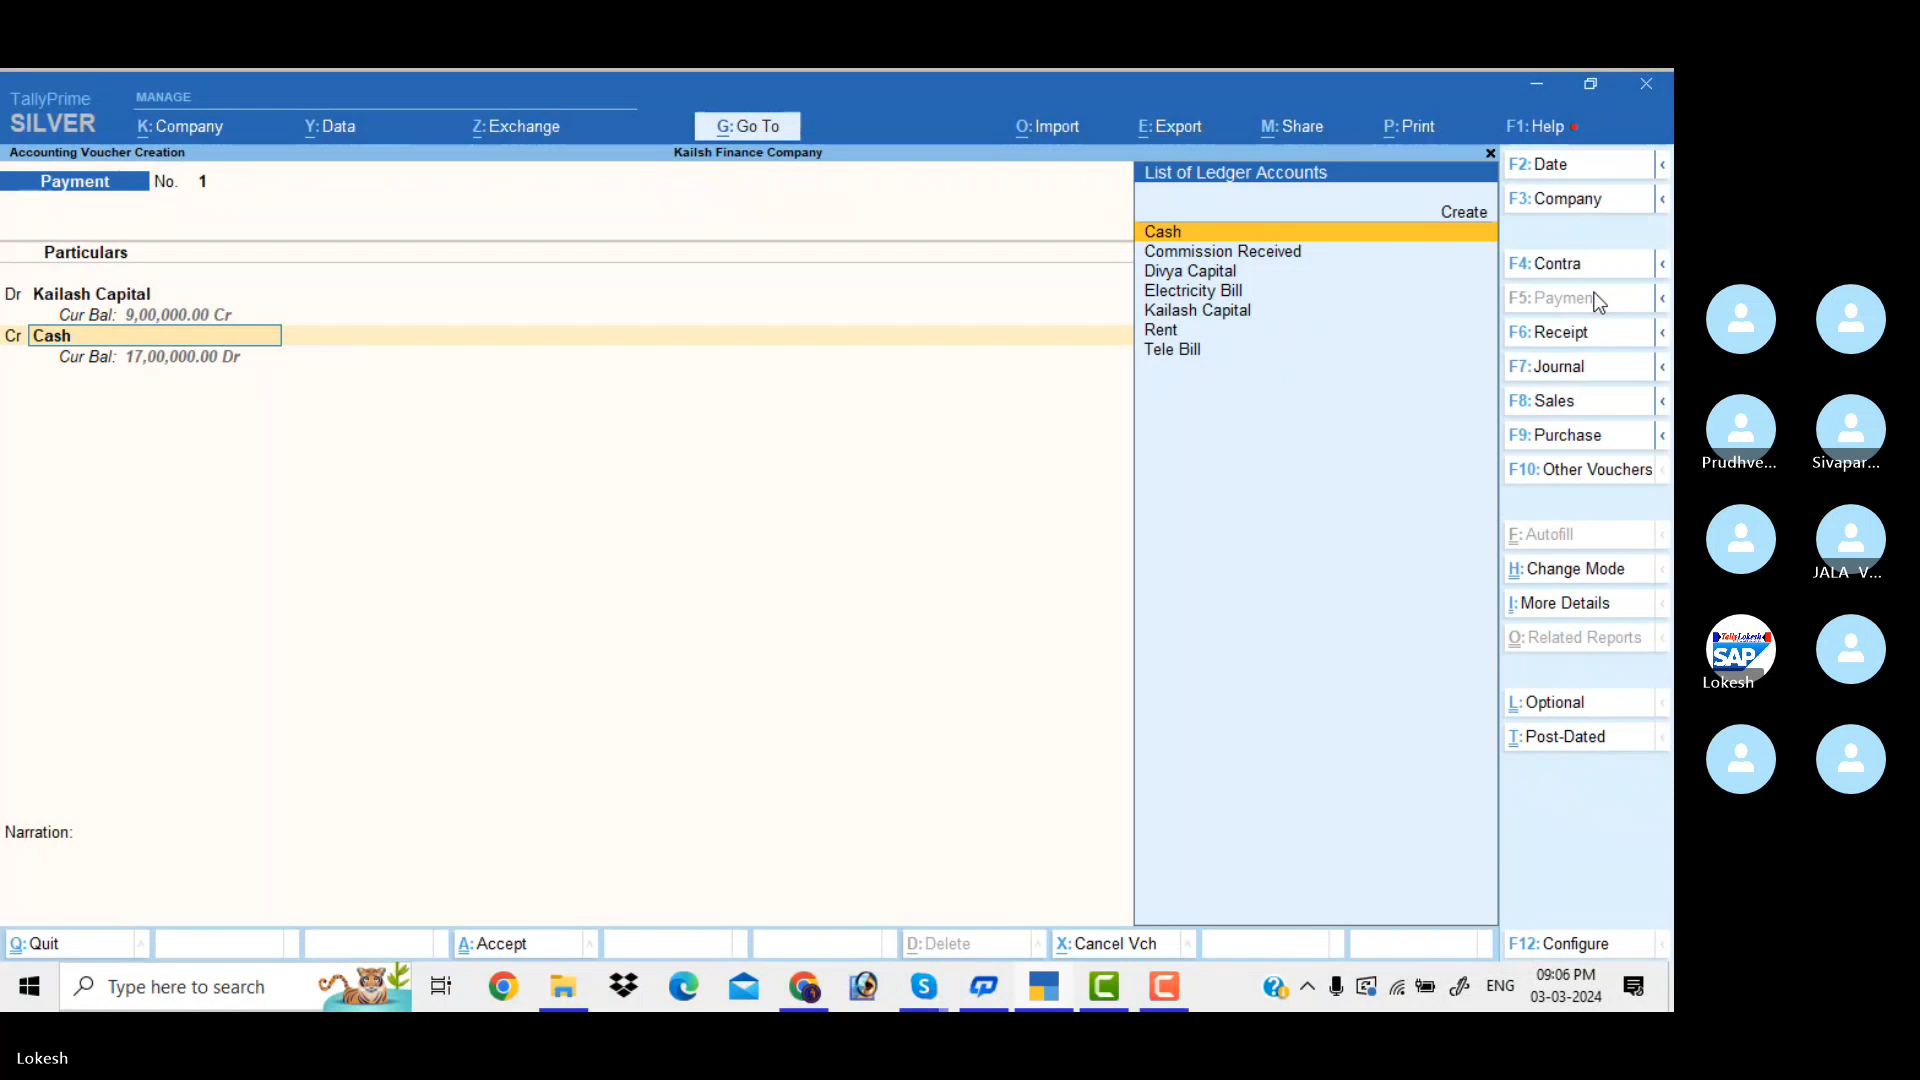 TallyPrime
SILVER
MANAGE
K: Company
Y: Data
Z: Exchange
G: Go To
O: Import
E: Export
M: Share
P: Print
F1: Help
Accounting Voucher Creation
Kailsh Finance Company
Payment No. 1
Particulars
Dr Kailash Capital
Cur Bal: 9,00,000.00 Cr
Cr Cash
Cur Bal: 17,00,000.00 Dr
Narration:
List of Ledger Accounts
Create
Cash
Commission Received
Divya Capital
Electricity Bill
Kailash Capital
Rent
Tele Bill
F2: Date
F3: Company
F4: Contra
F5: Paymen
F6: Receipt
F7: Journal
F8: Sales
F9: Purchase
F10: Other Vouchers
F: Autofill
H: Change Mode
I: More Details
O: Related Reports
L: Optional
T: Post-Dated
F12: Configure
Q: Quit
A: Accept
D: Delete
X: Cancel Vch
Type here to search
ENG
09:06 PM
03-03-2024
Prudhve...
Sivapar...
JALA V...
TallyLokesh
SAP
Lokesh
Lokesh